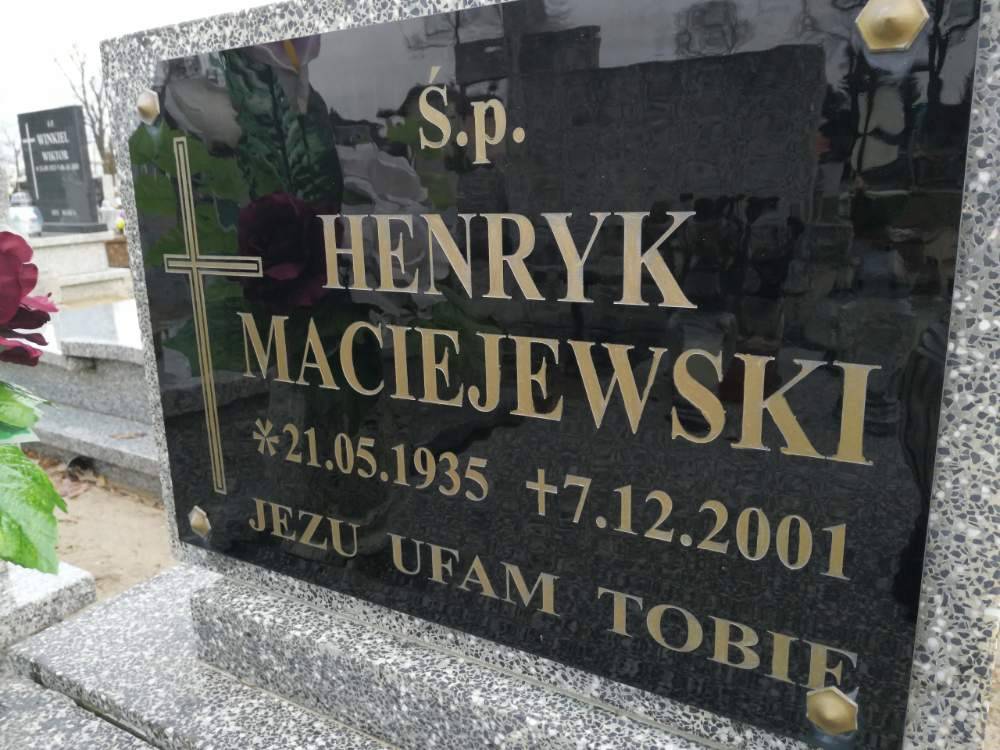 Ś.p.
HENRYK
MACIEJEWSKI
*21.05.1935 +7.12.2001
JEZU UFAM TOBIE
WINKIEL
WIKTOR